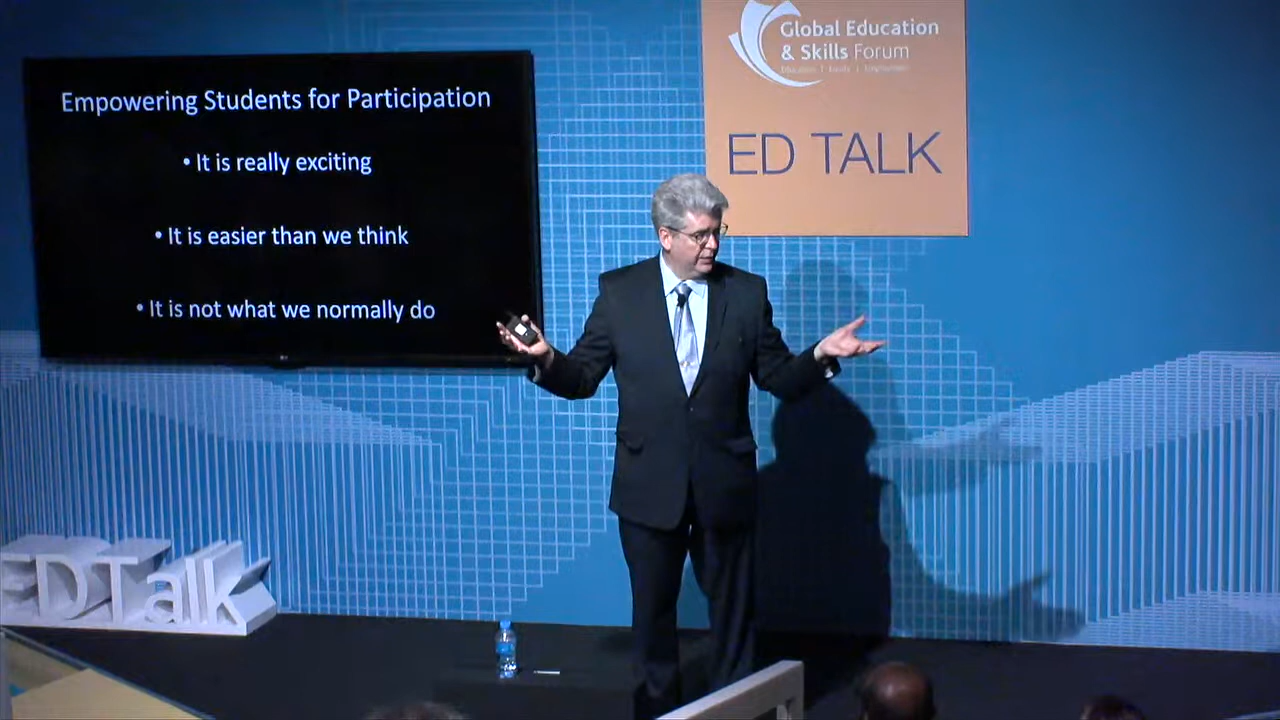 Empowering Students for Participation
• It is really exciting
• It is easier than we think
• It is not what we normally do
Global Education
& Skills Forum
ED TALK
EDTalk